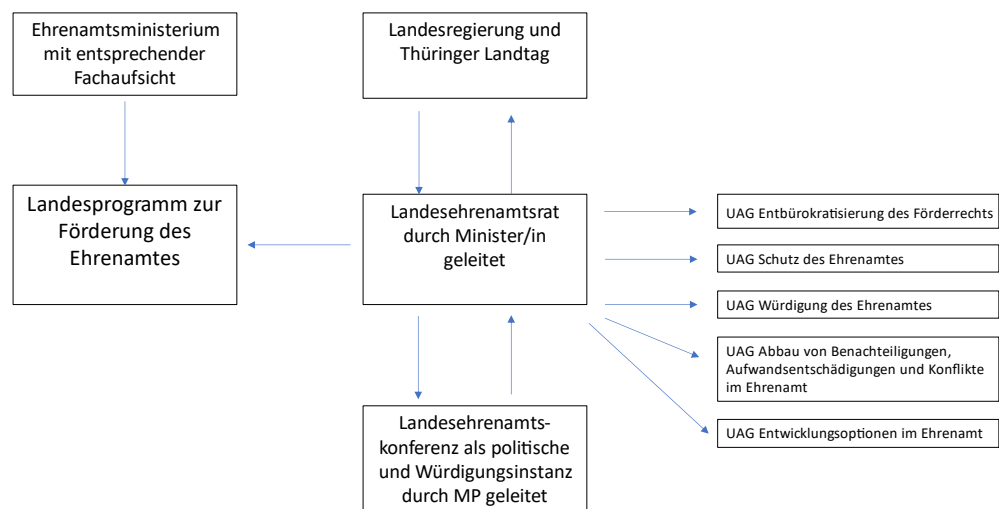 Ehrenamtsministerium
mit entsprechender
Fachaufsicht
Landesregierung und
Thüringer Landtag
Landesprogramm zur
Förderung des
Ehrenamtes
Landesehrenamtsrat
durch Minister/in
geleitet
UAG Entbürokratisierung des Förderrechts
UAG Schutz des Ehrenamtes
UAG Würdigung des Ehrenamtes
UAG Abbau von Benachteiligungen,
Aufwandsentschädigungen und Konflikte
im Ehrenamt
UAG Entwicklungsoptionen im Ehrenamt
Landesehrenamts-
konferenz als politische
und Würdigungsinstanz
durch MP geleitet